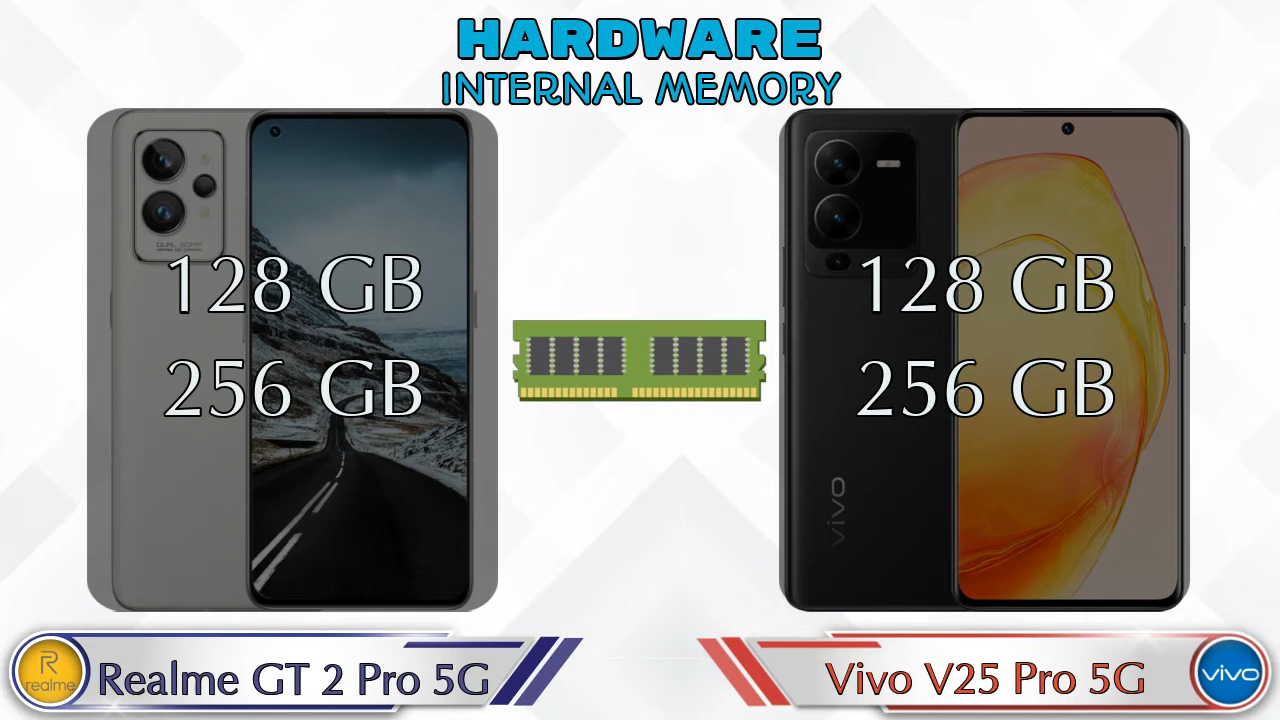 HARDWARE
INTERNAL MEMORY
128 GB
256 GB
128 GB
256 GB
vivo
R
realme
Realme GT 2 Pro 5G
Vivo V25 Pro 5G
vivo